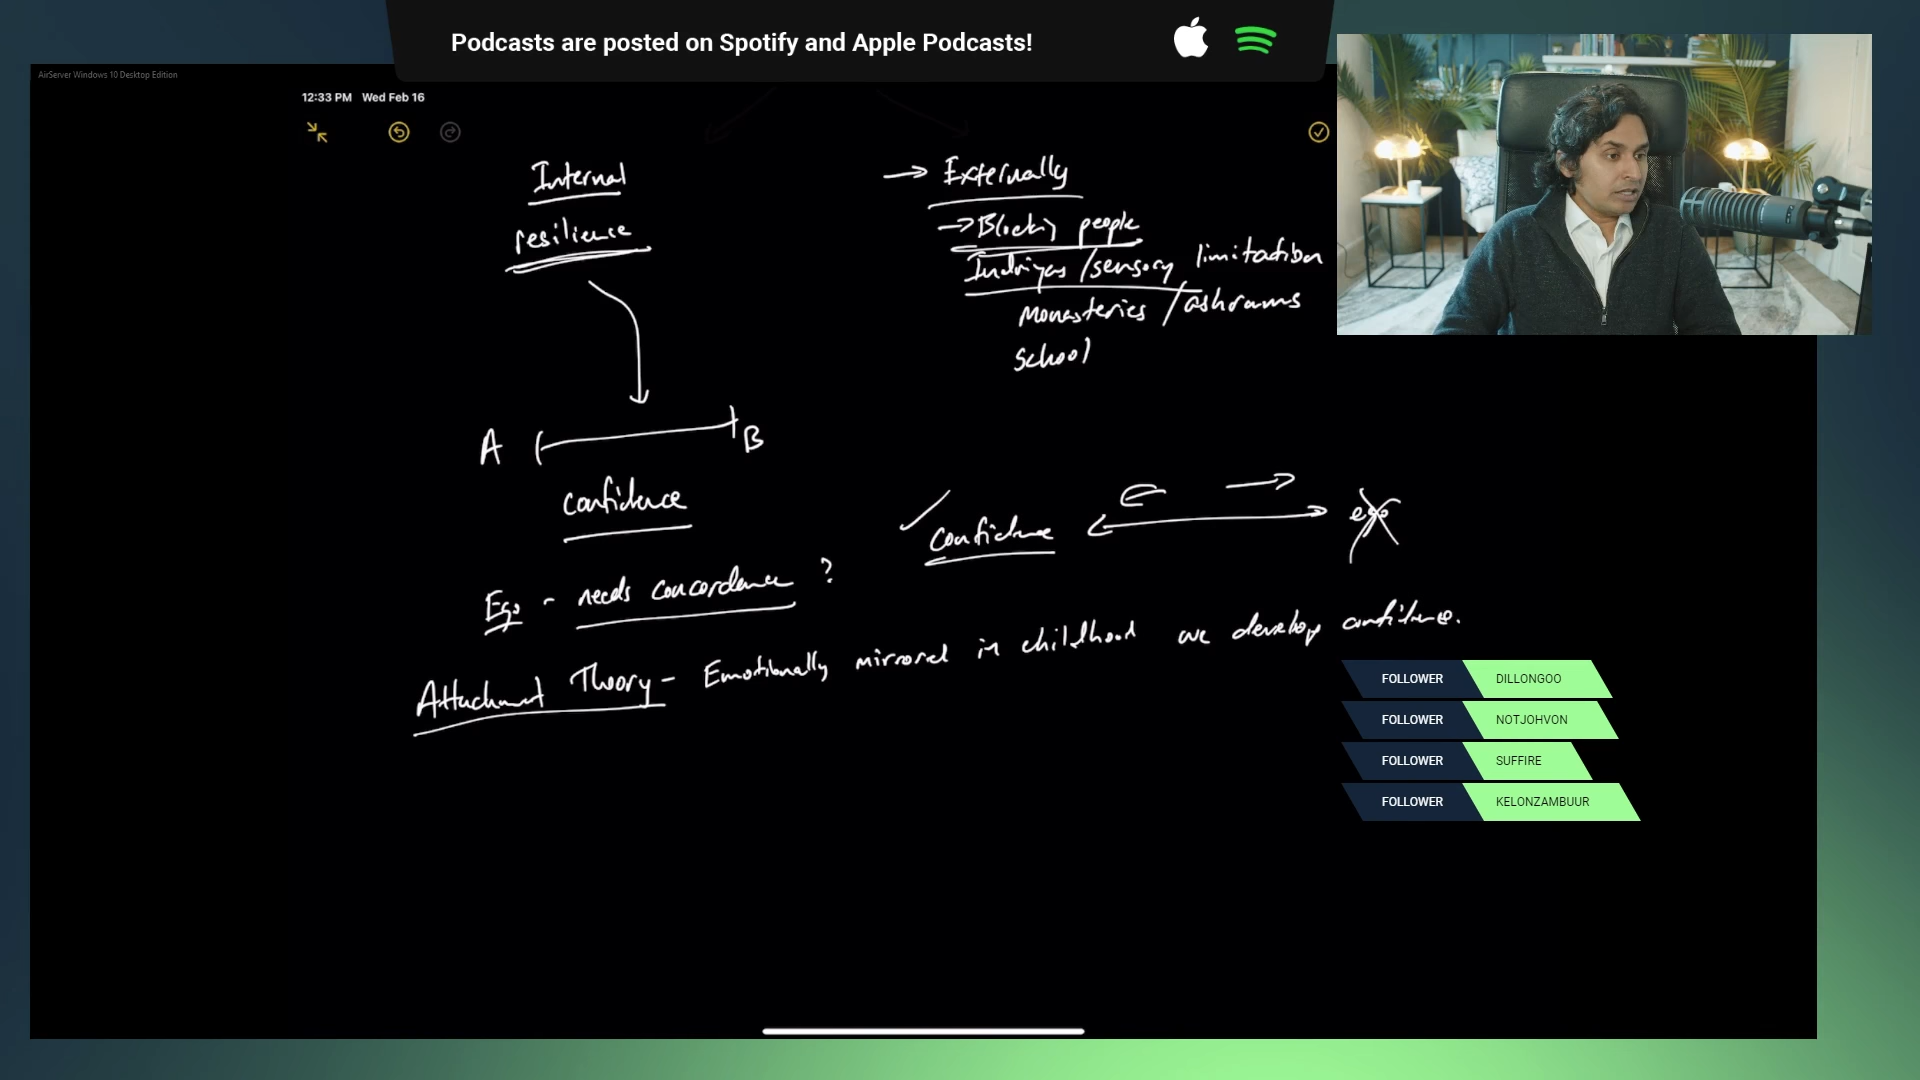 Podcasts are posted on Spotify and Apple Podcasts!
AirServer Windows 10 Desktop Edition
12:33 PM Wed Feb 16
Internal
resilience
→ Externally
→ Blocking people
Indriyas / sensory limitation
Monasteries / ashrams
School
A B
confidence
Confidence ego
Ego - needs concordance ?
Attachment Theory - Emotionally mirrored in childhood we develop confidence.
FOLLOWER DILLONGOO
FOLLOWER NOTJOHVON
FOLLOWER SUFFIRE
FOLLOWER KELONZAMBUUR